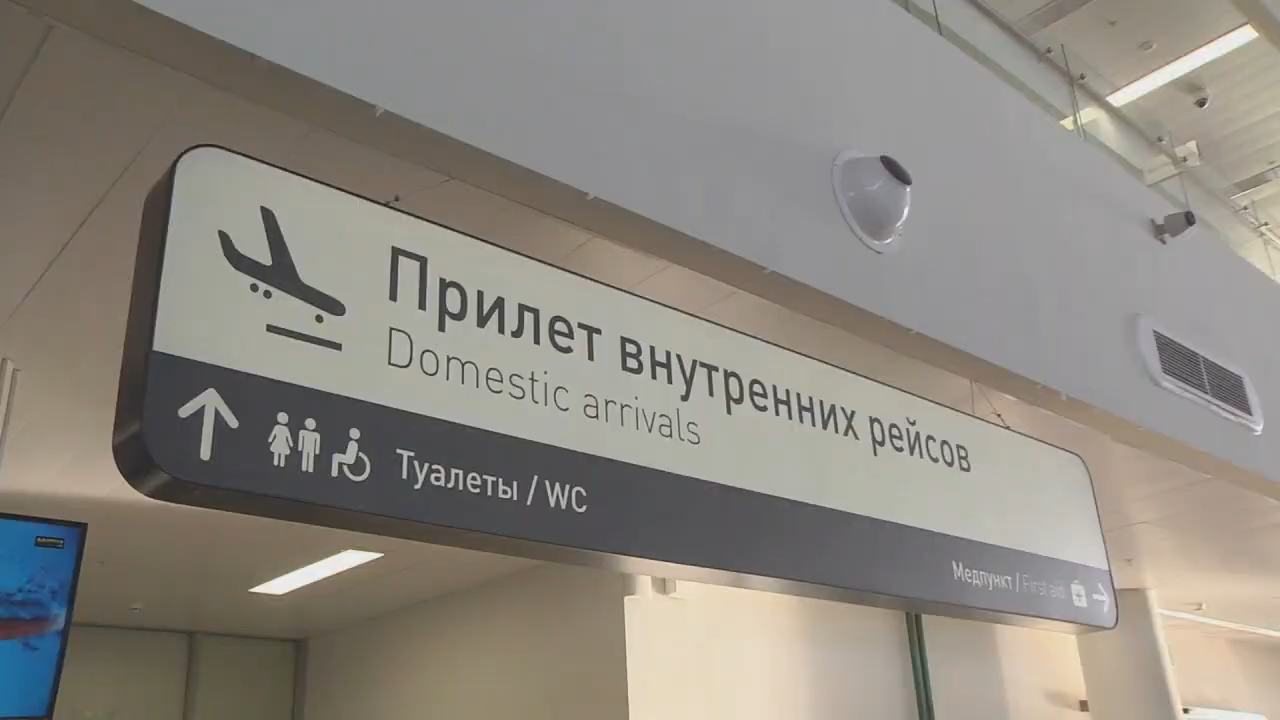 Прилет внутренних рейсов
Domestic arrivals
Туалеты / WC
Медпункт / First aid